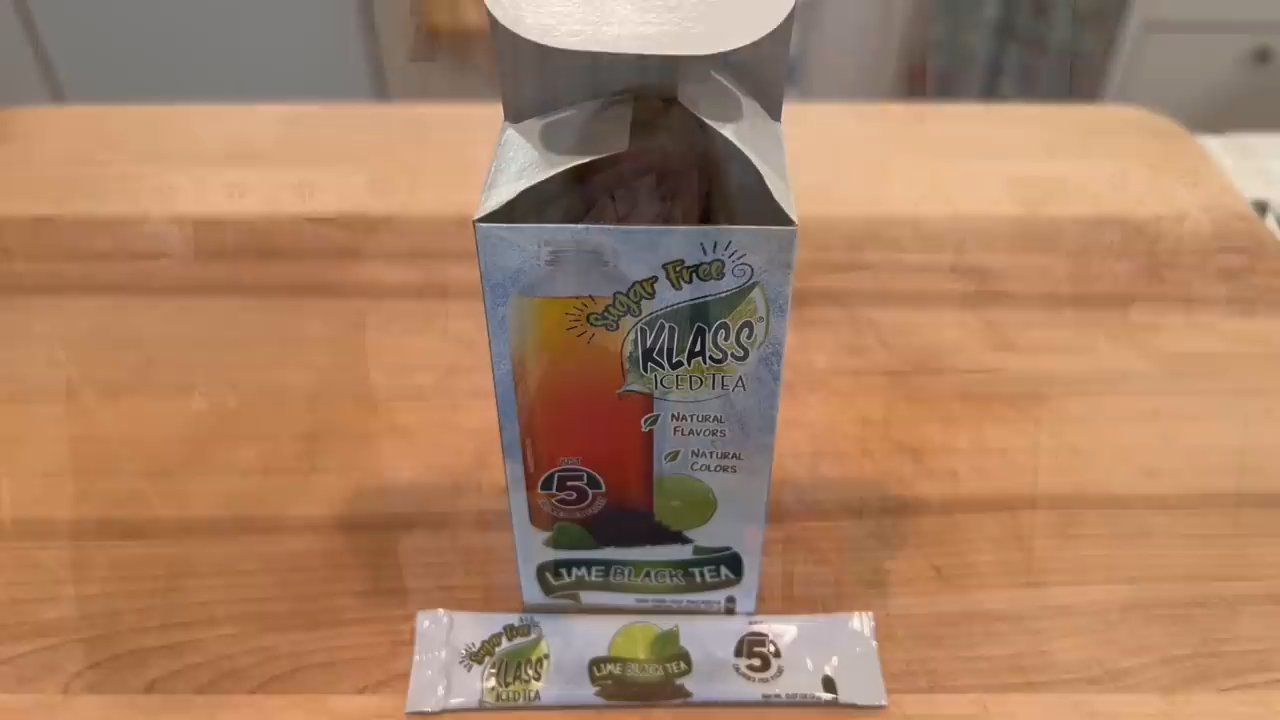 Sugar Free
KLASS®
ICED TEA
NATURAL
FLAVORS
NATURAL
COLORS
JUST
5
LIME BLACK TEA
Sugar Free
KLASS®
ICED TEA
LIME BLACK TEA
5